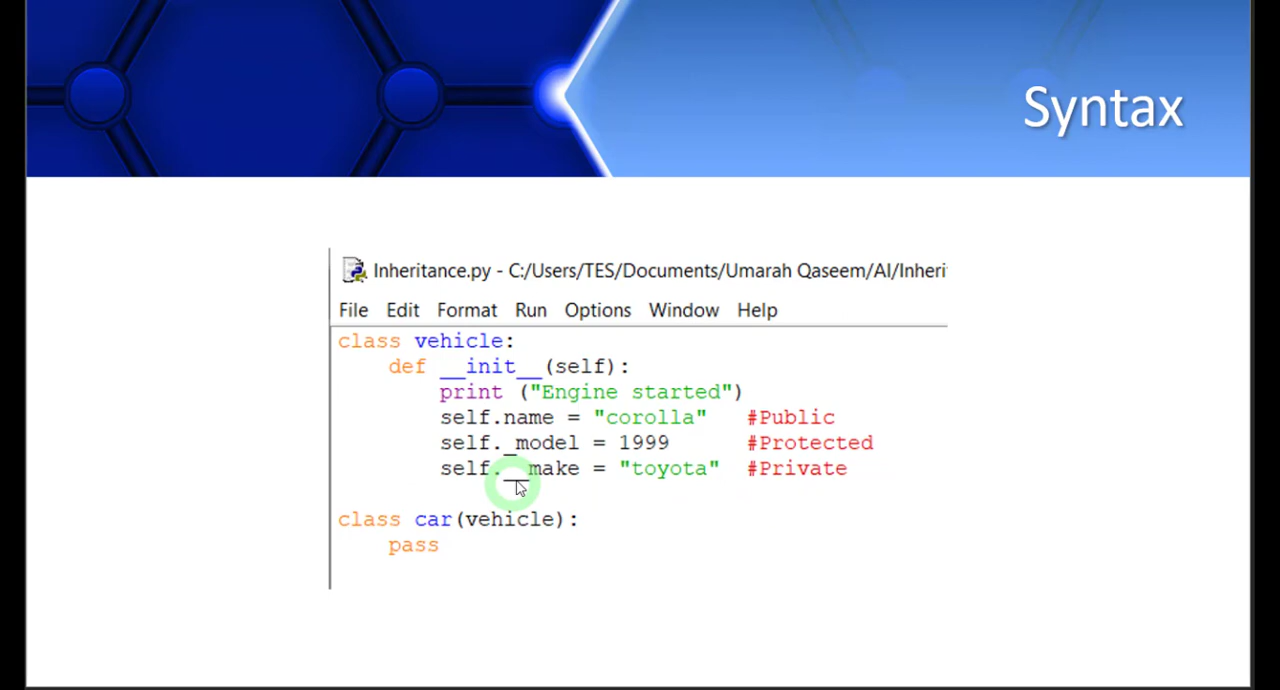 Syntax
Inheritance.py - C:/Users/TES/Documents/Umarah Qaseem/AI/Inheri
File Edit Format Run Options Window Help
class vehicle:
    def __init__(self):
        print ("Engine started")
        self.name = "corolla"   #Public
        self._model = 1999      #Protected
        self.__make = "toyota"  #Private
class car(vehicle):
    pass